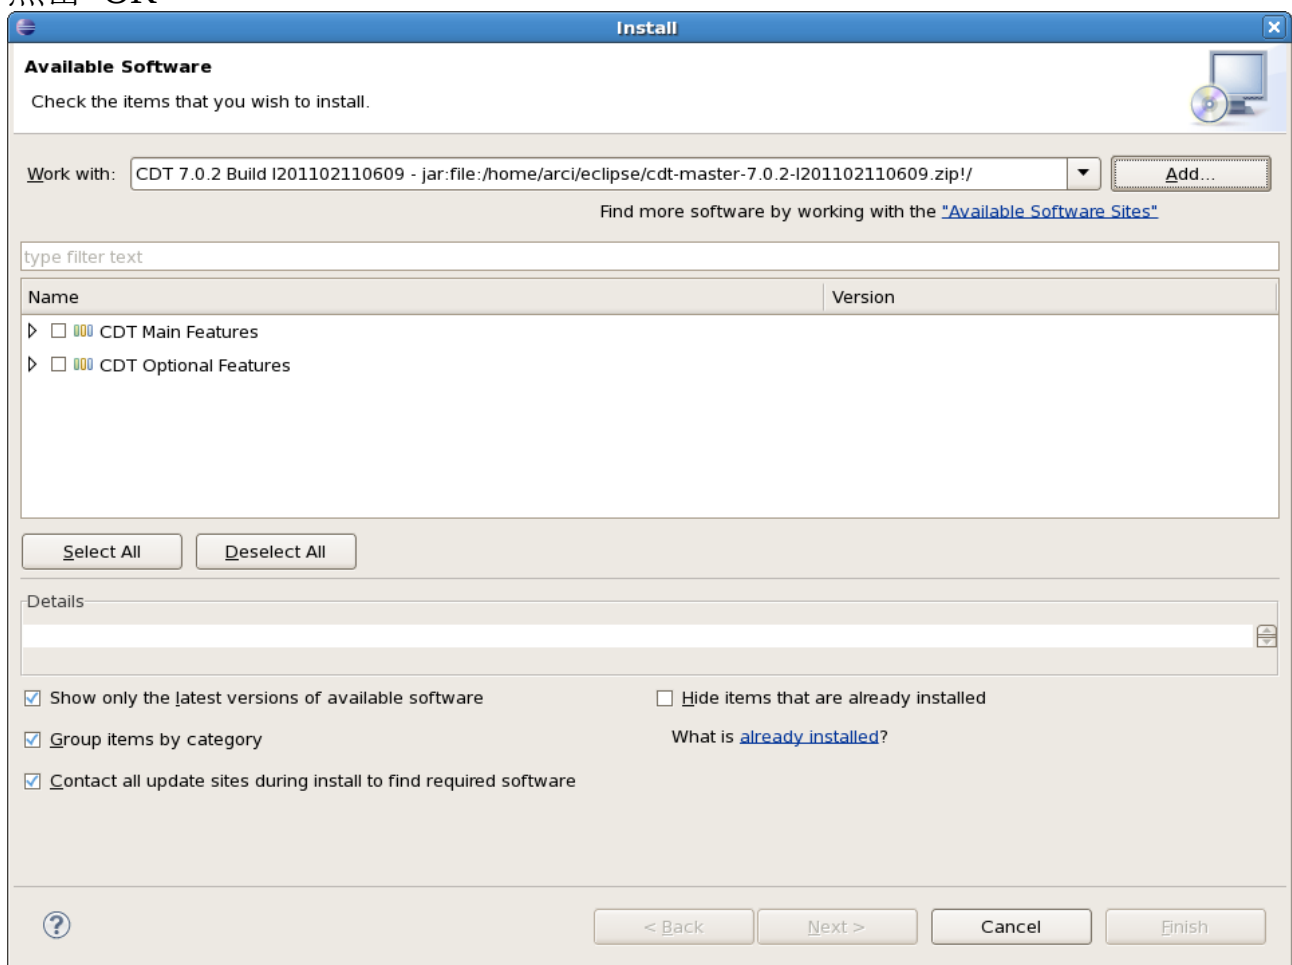 点击 OK
Install
Available Software
Check the items that you wish to install.
Work with: CDT 7.0.2 Build I201102110609 - jar:file:/home/arci/eclipse/cdt-master-7.0.2-I201102110609.zip!/ Add...
Find more software by working with the "Available Software Sites"
type filter text
Name Version
CDT Main Features
CDT Optional Features
Select All Deselect All
Details
Show only the latest versions of available software Hide items that are already installed
Group items by category What is already installed?
Contact all update sites during install to find required software
? < Back Next > Cancel Finish